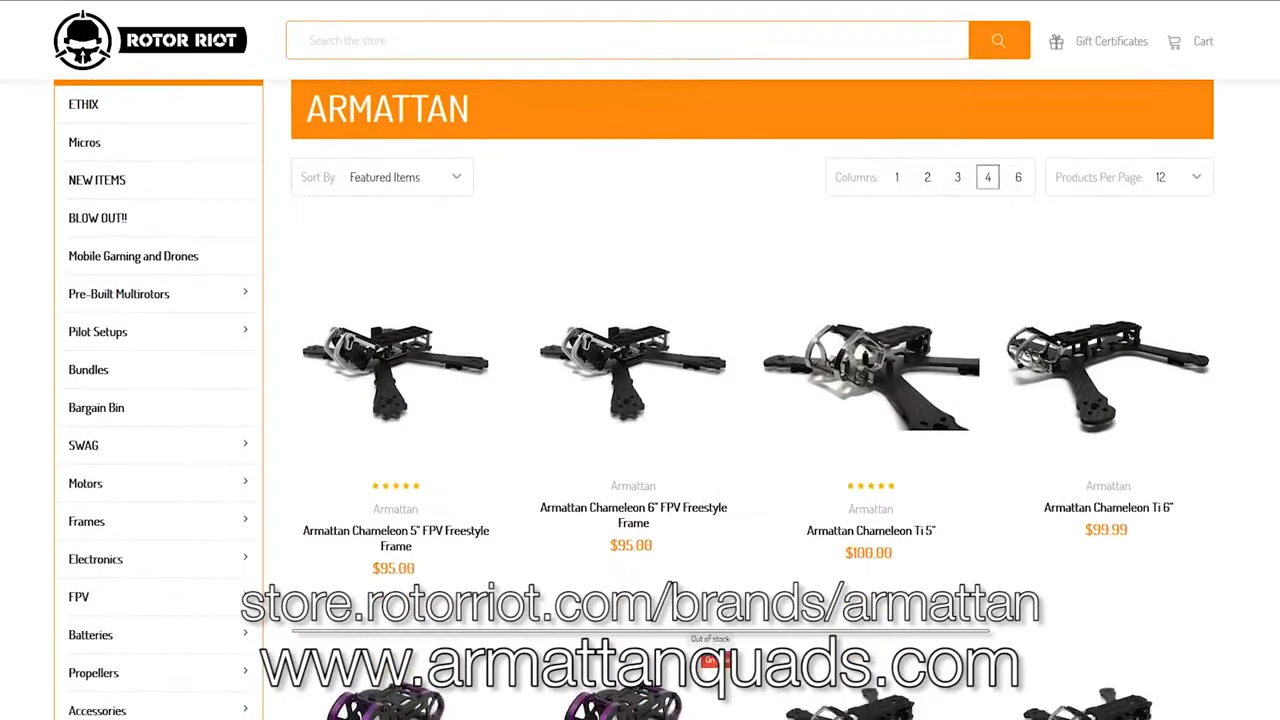 ROTOR RIOT
Search the store
Gift Certificates
Cart
ETHIX
Micros
NEW ITEMS
BLOW OUT!!
Mobile Gaming and Drones
Pre-Built Multirotors
Pilot Setups
Bundles
Bargain Bin
SWAG
Motors
Frames
Electronics
FPV
Batteries
Propellers
Accessories
ARMATTAN
Sort By Featured Items
Columns: 1 2 3 4 6
Products Per Page: 12
Armattan
Armattan Chameleon 5" FPV Freestyle
Frame
$95.00
Armattan
Armattan Chameleon 6" FPV Freestyle
Frame
$95.00
Armattan
Armattan Chameleon Ti 5"
$100.00
Armattan
Armattan Chameleon Ti 6"
$99.99
store.rotorriot.com/brands/armattan
Out of stock
www.armattanquads.com